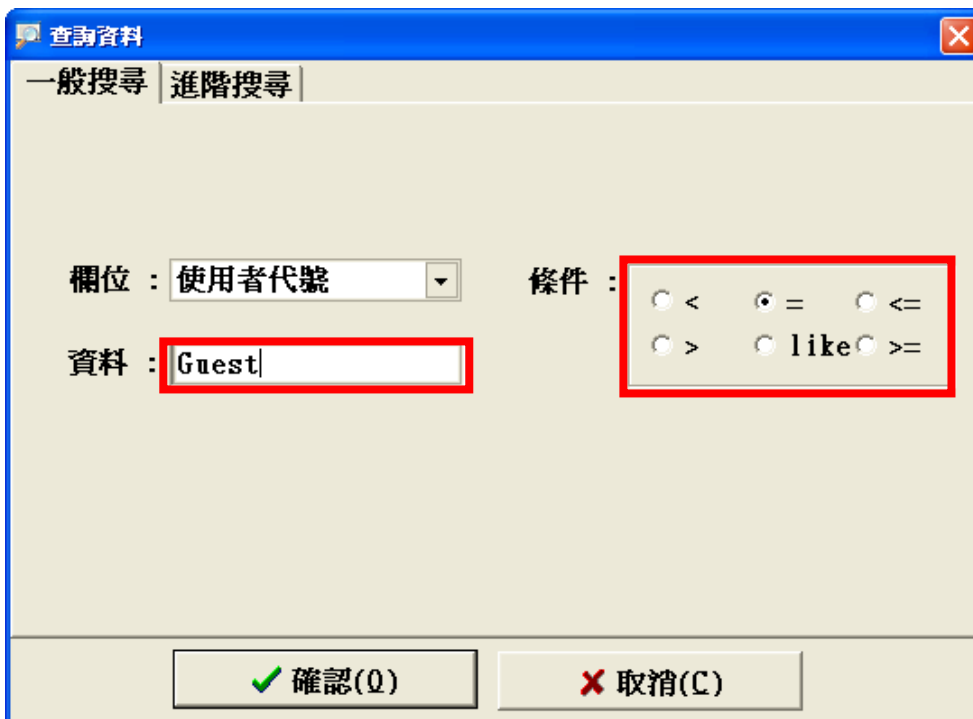 查詢資料
一般搜尋 進階搜尋
欄位 : 使用者代號 條件 :
< = <=
> like >=
資料 : Guest
確認(O) 取消(C)